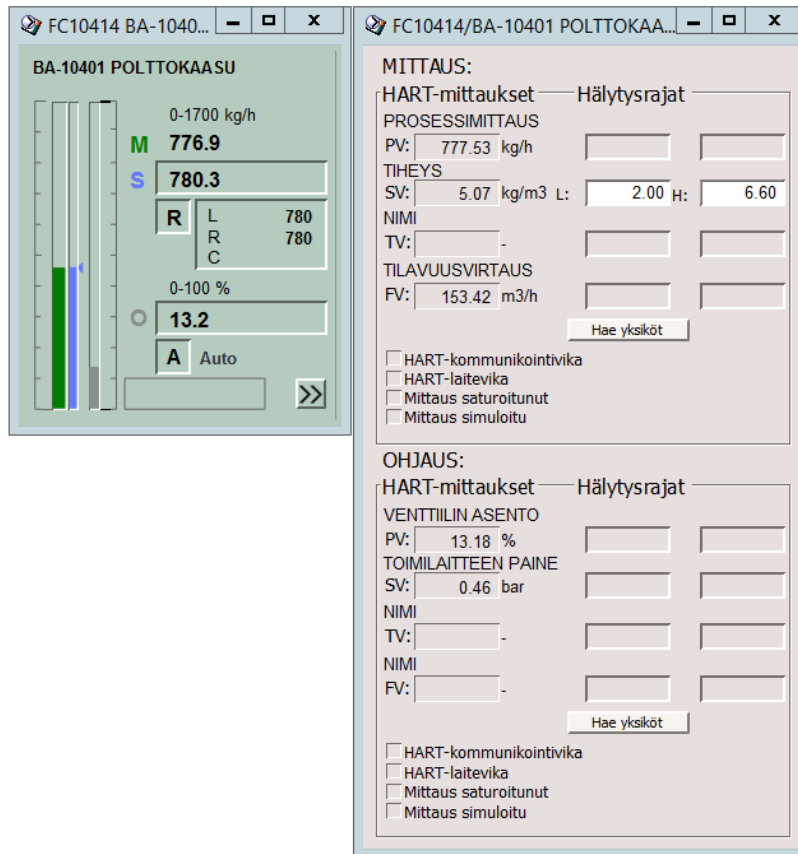 FC10414 BA-1040...
BA-10401 POLTTOKAASU
0-1700 kg/h
M 776.9
S 780.3
R L 780
R 780
C
0-100 %
O 13.2
A Auto
>>
FC10414/BA-10401 POLTTOKAA...
MITTAUS:
HART-mittaukset Hälytysrajat
PROSESSIMITTAUS
PV: 777.53 kg/h
TIHEYS
SV: 5.07 kg/m3 L: 2.00 H: 6.60
NIMI
TV: -
TILAVUUSVIRTAUS
FV: 153.42 m3/h
Hae yksiköt
HART-kommunikointivika
HART-laitevika
Mittaus saturoitunut
Mittaus simuloitu
OHJAUS:
HART-mittaukset Hälytysrajat
VENTTIILIN ASENTO
PV: 13.18 %
TOIMILAITTEEN PAINE
SV: 0.46 bar
NIMI
TV: -
NIMI
FV: -
Hae yksiköt
HART-kommunikointivika
HART-laitevika
Mittaus saturoitunut
Mittaus simuloitu